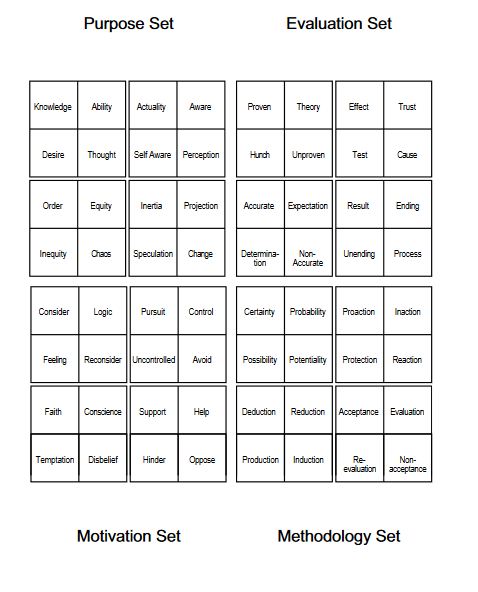 Purpose Set Evaluation Set
Knowledge Ability Actuality Aware Proven Theory Effect Trust
Desire Thought Self Aware Perception Hunch Unproven Test Cause
Order Equity Inertia Projection Accurate Expectation Result Ending
Inequity Chaos Speculation Change Determina-
tion Non-
Accurate Unending Process
Consider Logic Pursuit Control Certainty Probability Proaction Inaction
Feeling Reconsider Uncontrolled Avoid Possibility Potentiality Protection Reaction
Faith Conscience Support Help Deduction Reduction Acceptance Evaluation
Temptation Disbelief Hinder Oppose Production Induction Re-
evaluation Non-
acceptance
Motivation Set Methodology Set